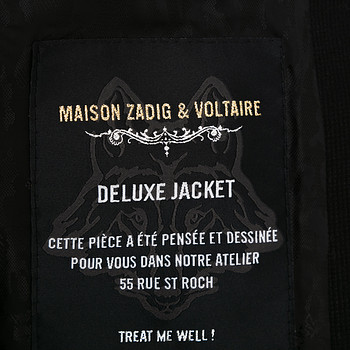 MAISON ZADIG & VOLTAIRE
DELUXE JACKET
CETTE PIÈCE A ÉTÉ PENSÉE ET DESSINÉE
POUR VOUS DANS NOTRE ATELIER
55 RUE ST ROCH
TREAT ME WELL !